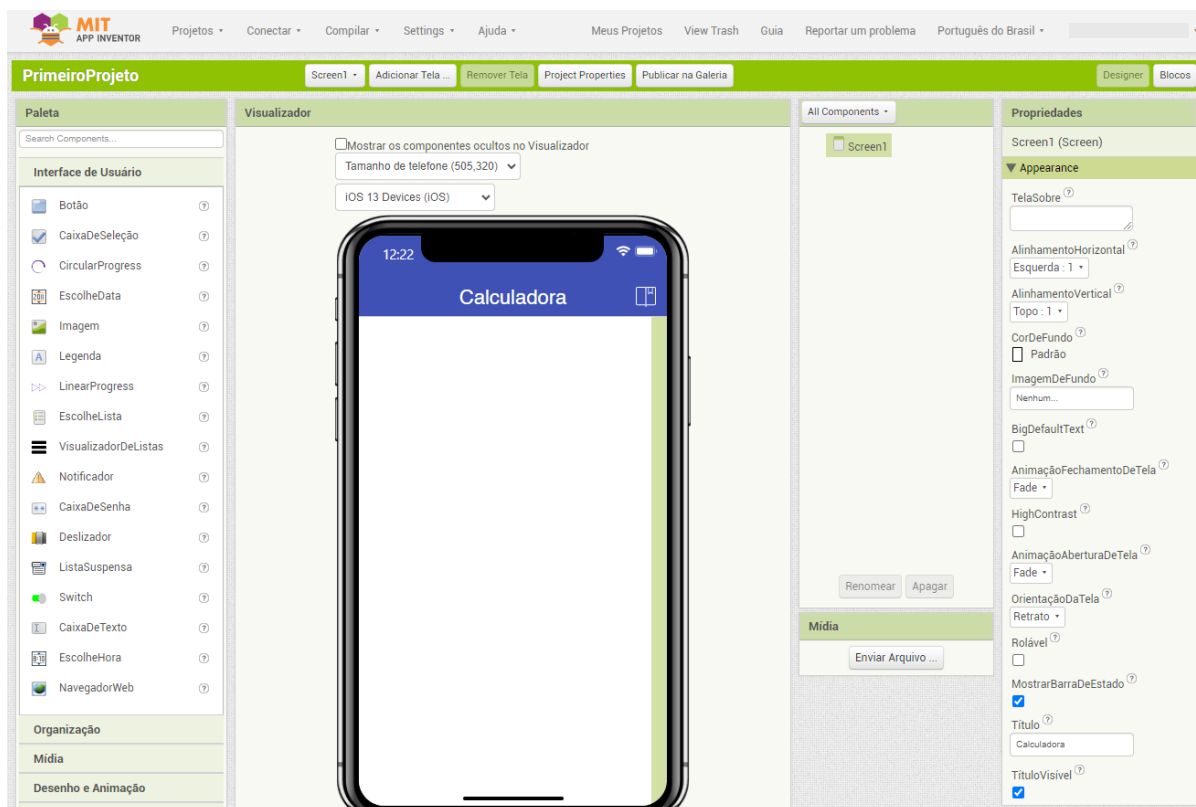 MIT
APP INVENTOR
Projetos
Conectar
Compilar
Settings
Ajuda
Meus Projetos
View Trash
Guia
Reportar um problema
Português do Brasil
PrimeiroProjeto
Screen1
Adicionar Tela ...
Remover Tela
Project Properties
Publicar na Galeria
Designer
Blocos
Paleta
Search Components...
Interface de Usuário
Botão
CaixaDeSeleção
CircularProgress
EscolheData
Imagem
Legenda
LinearProgress
EscolheLista
VisualizadorDeListas
Notificador
CaixaDeSenha
Deslizador
ListaSuspensa
Switch
CaixaDeTexto
EscolheHora
NavegadorWeb
Organização
Mídia
Desenho e Animação
Visualizador
Mostrar os componentes ocultos no Visualizador
Tamanho de telefone (505,320)
iOS 13 Devices (iOS)
12:22
Calculadora
All Components
Screen1
Renomear
Apagar
Mídia
Enviar Arquivo ...
Propriedades
Screen1 (Screen)
Appearance
TelaSobre
AlinhamentoHorizontal
Esquerda : 1
AlinhamentoVertical
Topo : 1
CorDeFundo
Padrão
ImagemDeFundo
Nenhum...
BigDefaultText
AnimaçãoFechamentoDeTela
Fade
HighContrast
AnimaçãoAberturaDeTela
Fade
OrientaçãoDaTela
Retrato
Rolável
MostrarBarraDeEstado
Título
Calculadora
TítuloVisível